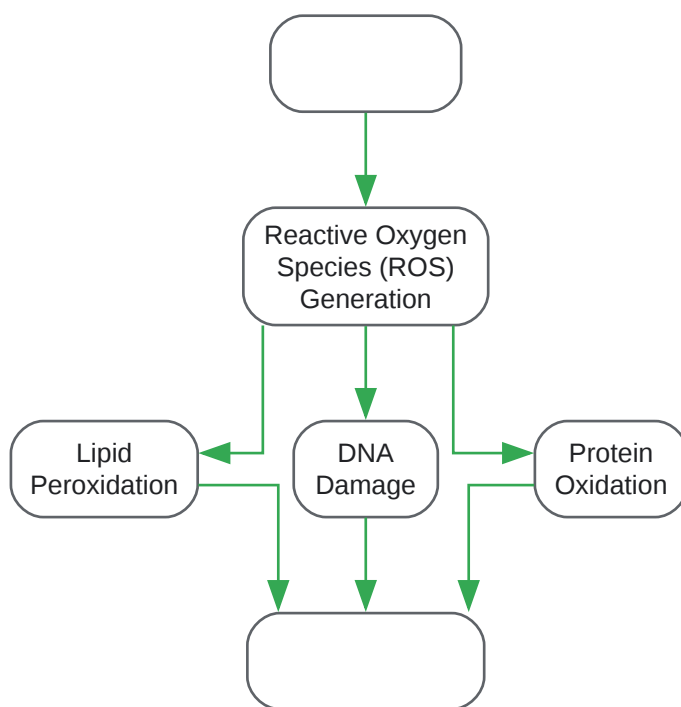 Reactive Oxygen
Species (ROS)
Generation
Lipid
Peroxidation
DNA
Damage
Protein
Oxidation